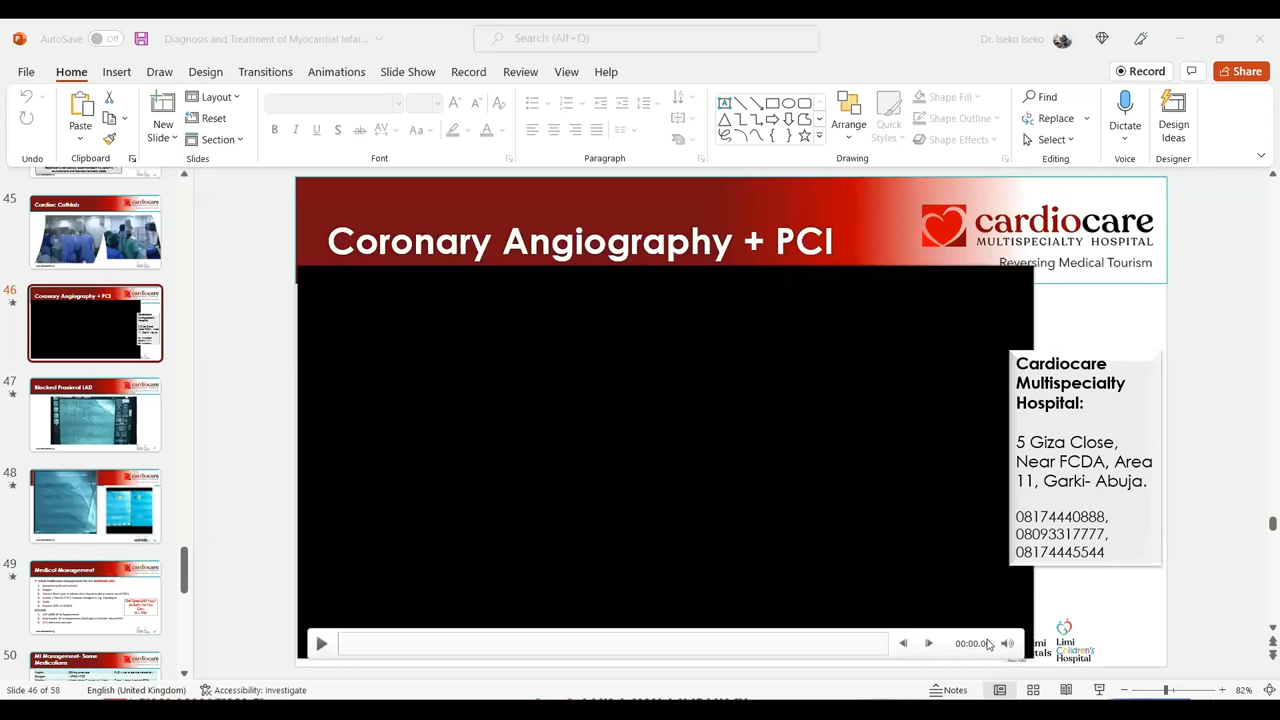 AutoSave Off
Diagnosis and Treatment of Myocardial Infar...
Search (Alt+Q)
Dr. Iseko Iseko
File Home Insert Draw Design Transitions Animations Slide Show Record Review View Help
Record
Share
Paste
New
Slide
Layout
Reset
Section
Arrange
Quick
Styles
Shape Fill
Shape Outline
Shape Effects
Find
Replace
Select
Dictate
Design
Ideas
Undo Clipboard Slides Font Paragraph Drawing Editing Voice Designer
45
Cardiac Cathlab
cardiocare
46
Coronary Angiography + PCI
47
Blocked Proximal LAD
cardiocare
48
cardiocare
49
Medical Management
cardiocare
50
MI Management- Some
Medications
cardiocare
Coronary Angiography + PCI
cardiocare
MULTISPECIALTY HOSPITAL
Reversing Medical Tourism
Cardiocare
Multispecialty
Hospital:
5 Giza Close,
Near FCDA, Area
11, Garki- Abuja.
08174440888,
08093317777,
08174445544
Limi
Children's
Hospital
Slide 46 of 58
English (United Kingdom)
Accessibility: Investigate
Notes
82%